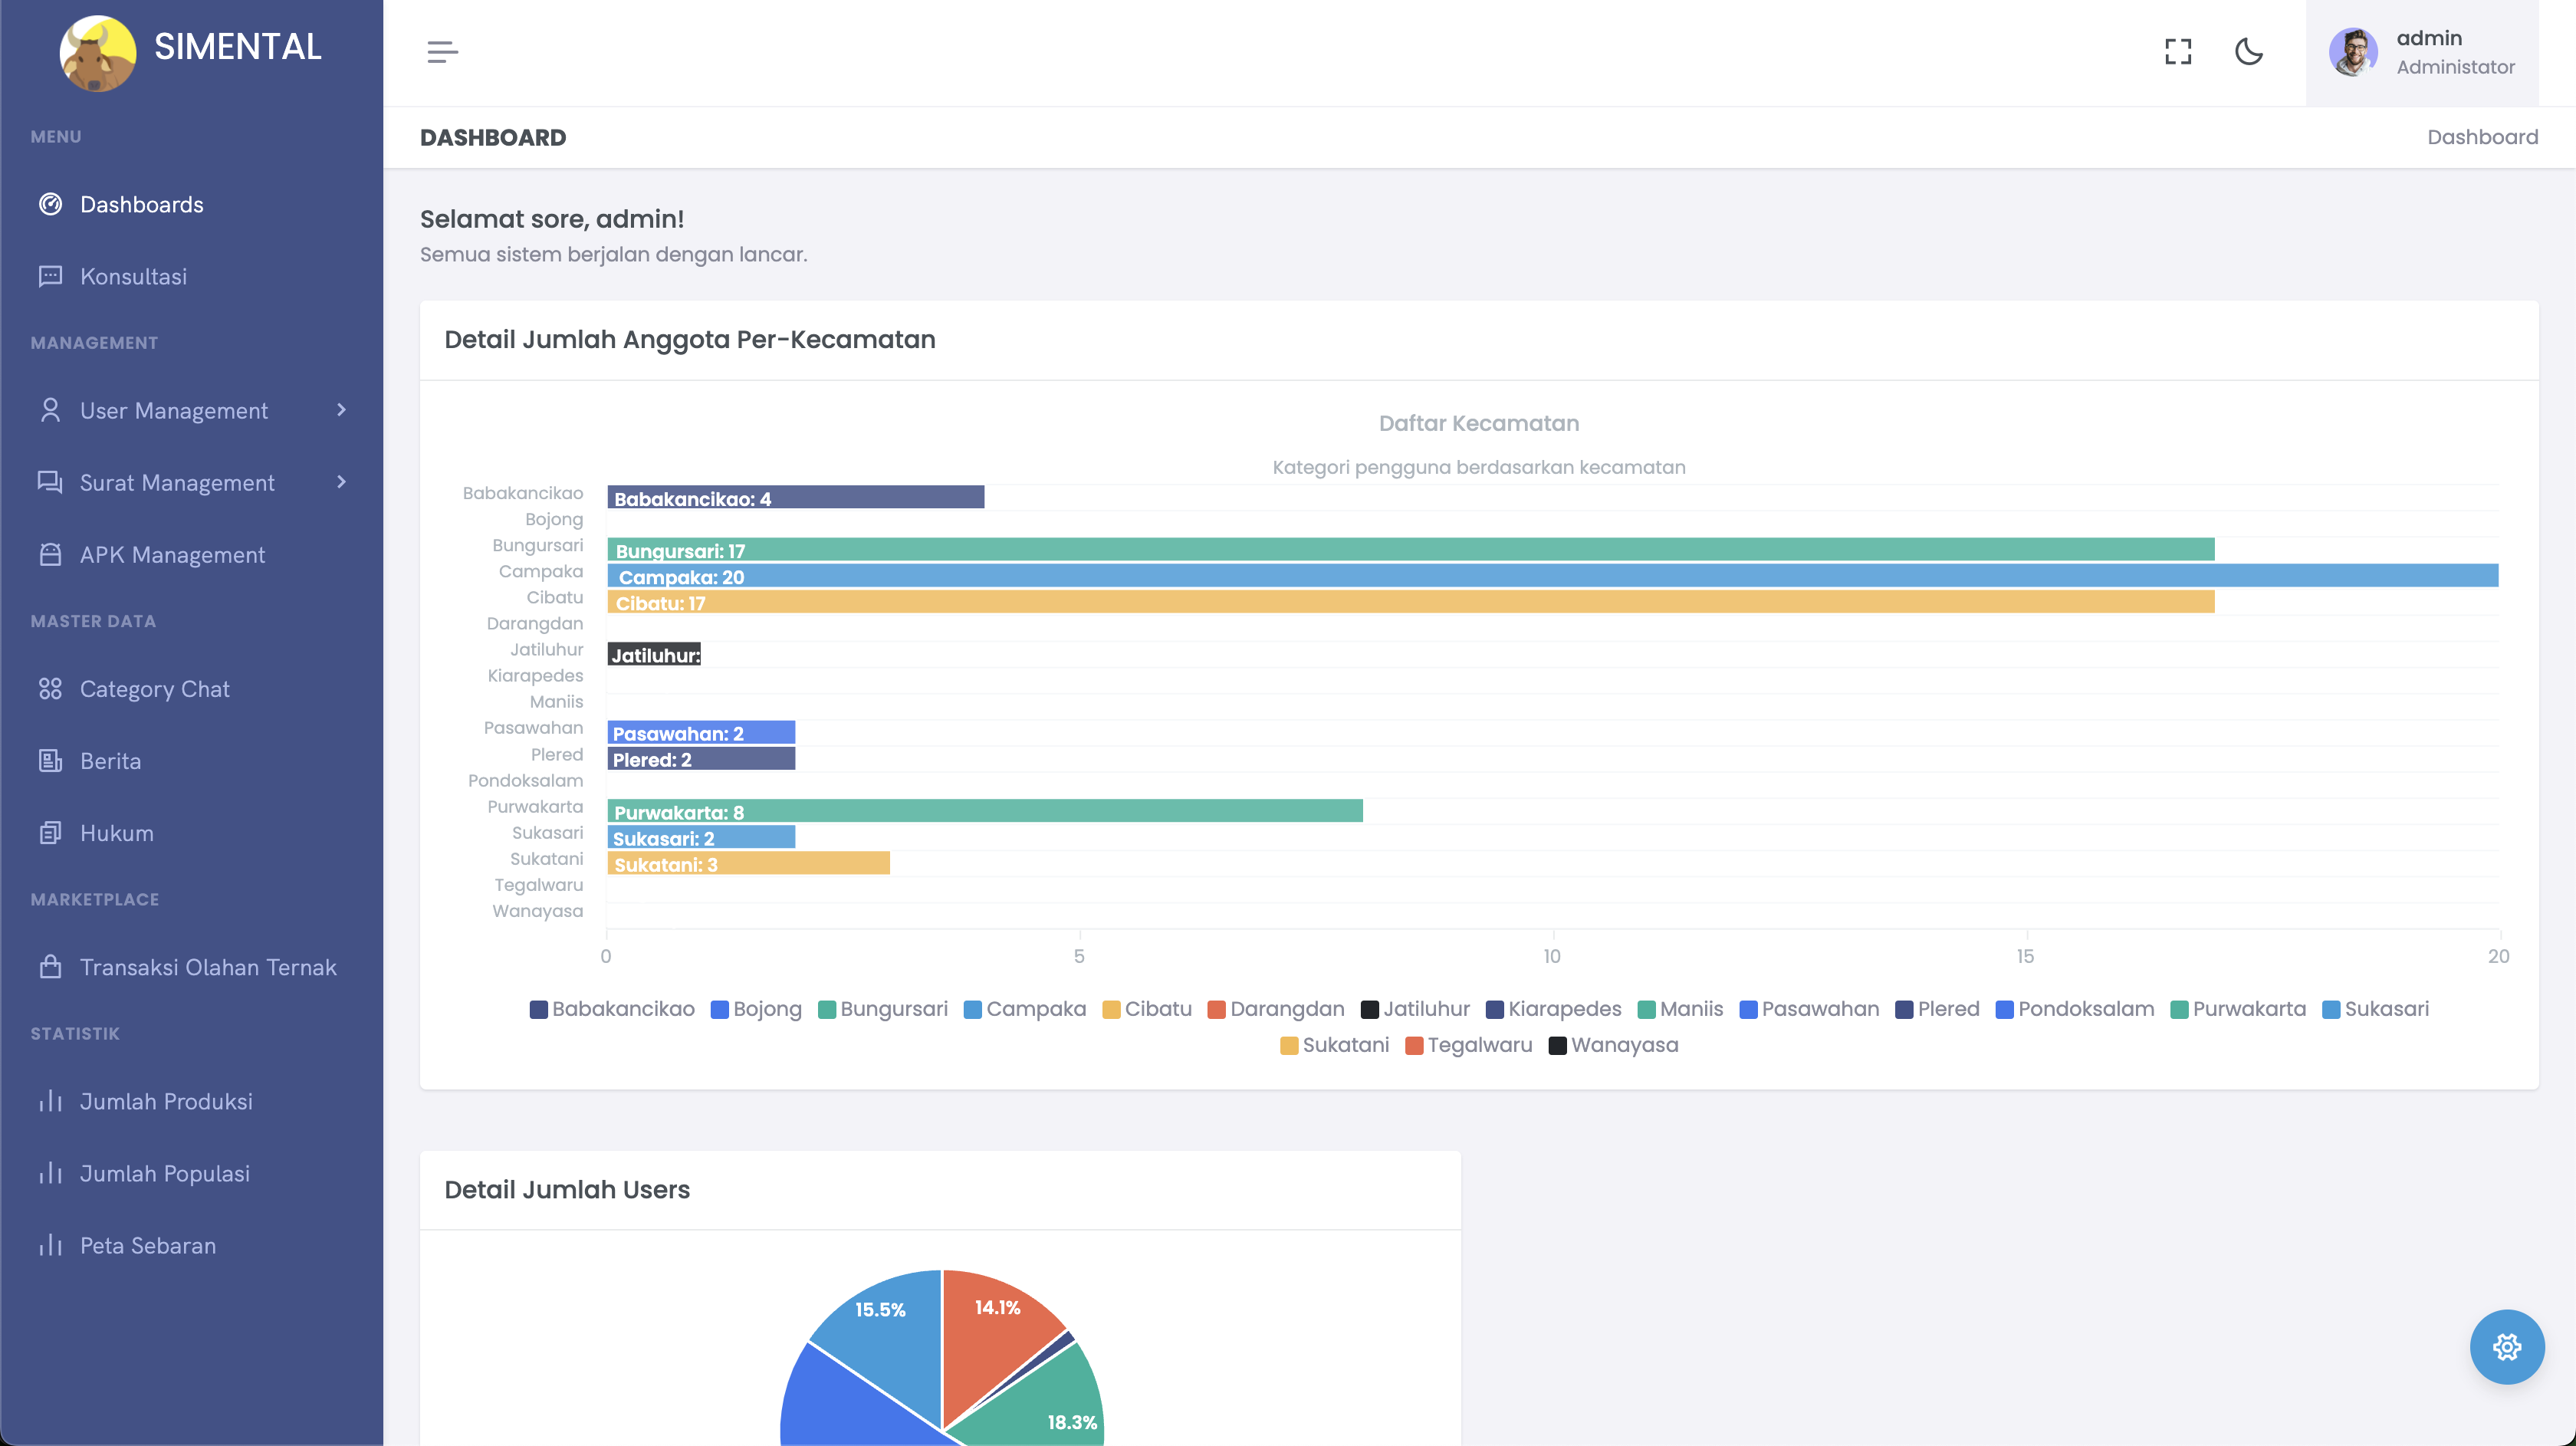 SIMENTAL
MENU
Dashboards
Konsultasi
MANAGEMENT
User Management
Surat Management
APK Management
MASTER DATA
Category Chat
Berita
Hukum
MARKETPLACE
Transaksi Olahan Ternak
STATISTIK
Jumlah Produksi
Jumlah Populasi
Peta Sebaran
admin
Administator
DASHBOARD
Dashboard
Selamat sore, admin!
Semua sistem berjalan dengan lancar.
Detail Jumlah Anggota Per-Kecamatan
Daftar Kecamatan
Kategori pengguna berdasarkan kecamatan
Babakancikao Babakancikao: 4
Bojong
Bungursari Bungursari: 17
Campaka Campaka: 20
Cibatu Cibatu: 17
Darangdan
Jatiluhur Jatiluhur:
Kiarapedes
Maniis
Pasawahan Pasawahan: 2
Plered Plered: 2
Pondoksalam
Purwakarta Purwakarta: 8
Sukasari Sukasari: 2
Sukatani Sukatani: 3
Tegalwaru
Wanayasa
0 5 10 15 20
Babakancikao Bojong Bungursari Campaka Cibatu Darangdan Jatiluhur Kiarapedes Maniis Pasawahan Plered Pondoksalam Purwakarta Sukasari
Sukatani Tegalwaru Wanayasa
Detail Jumlah Users
15.5% 14.1%
18.3%